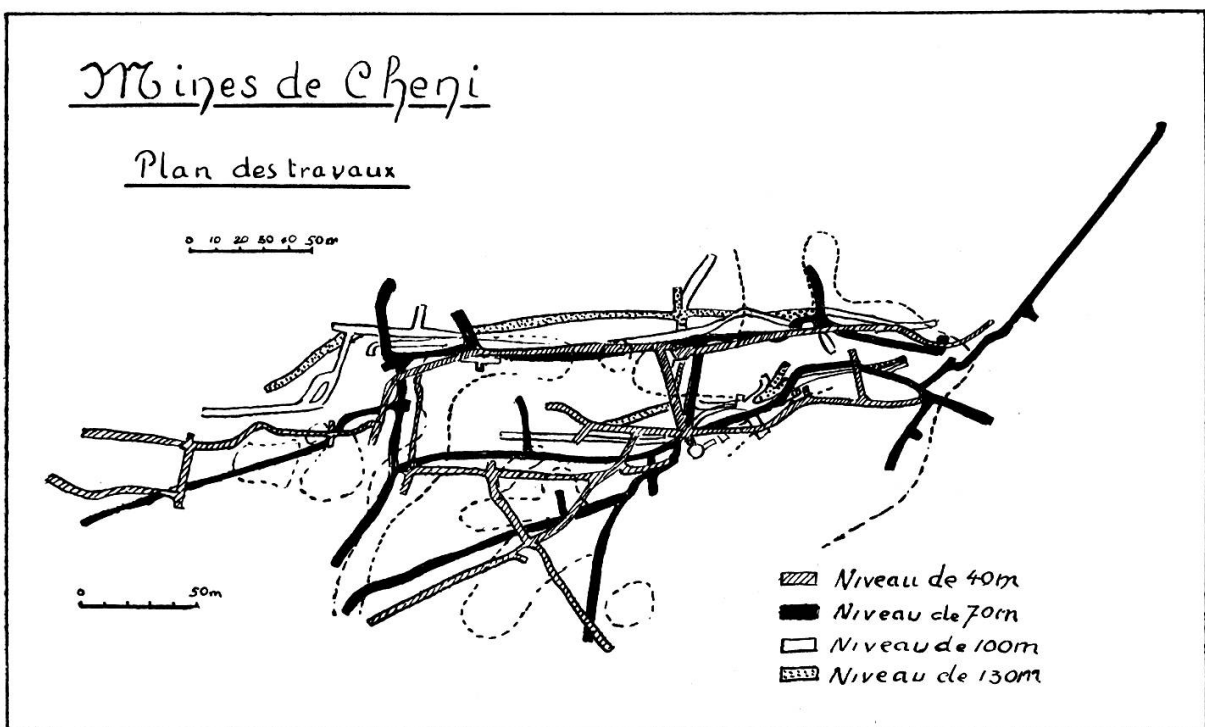 Mines de Cheni
Plan des travaux
0 10 20 30 40 50m
0 50m
Niveau de 40m
Niveau de 70m
Niveau de 100m
Niveau de 130m